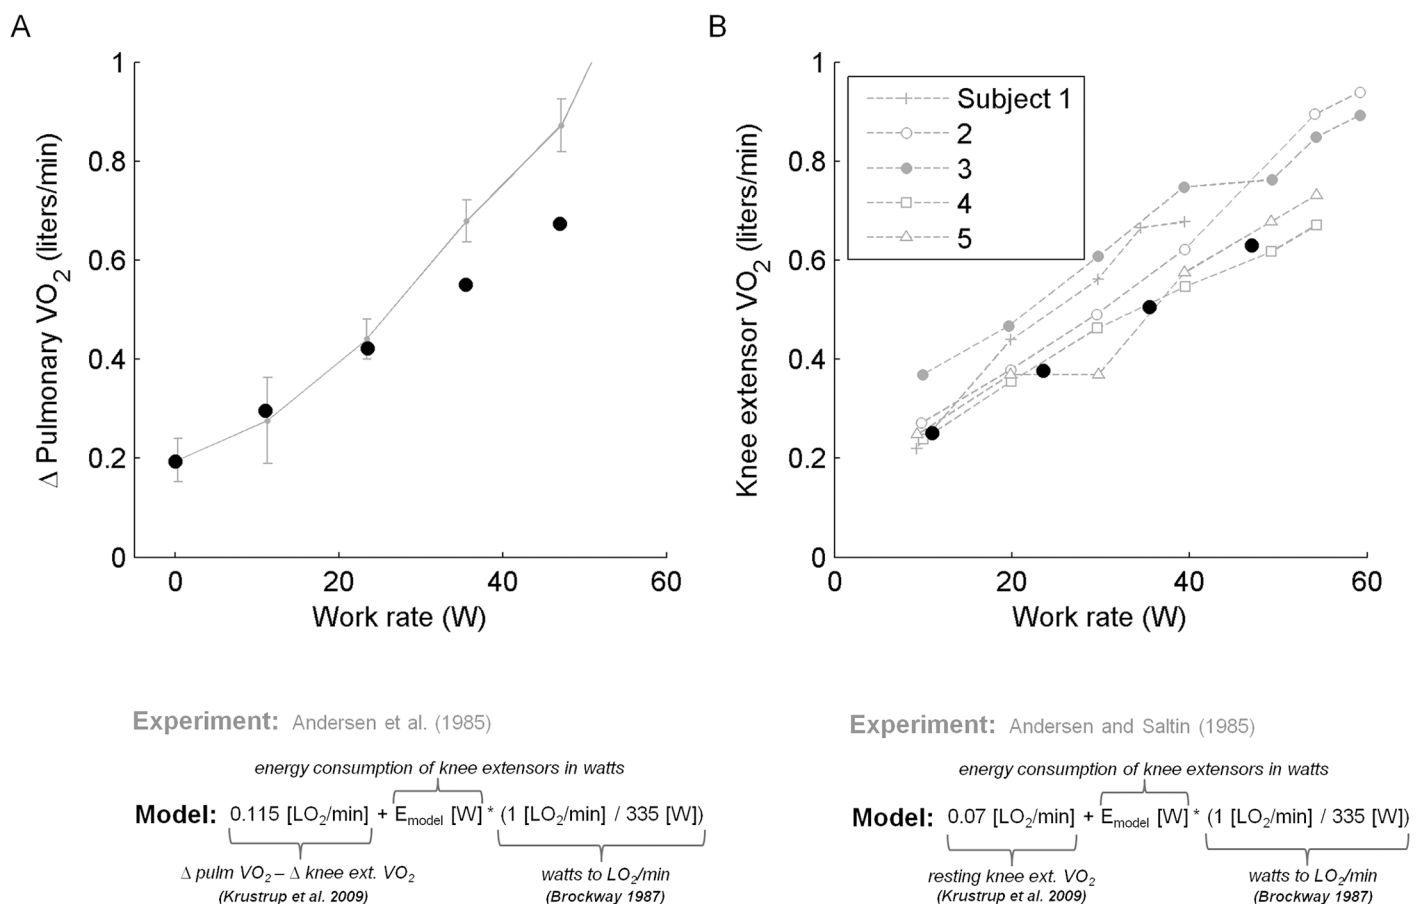 A
1
0.8
0.6
0.4
0.2
0
Δ Pulmonary VO2 (liters/min)
0 20 40 60
Work rate (W)
B
1
0.8
0.6
0.4
0.2
0
Knee extensor VO2 (liters/min)
Subject 1
2
3
4
5
0 20 40 60
Work rate (W)
Experiment: Andersen et al. (1985)
energy consumption of knee extensors in watts
Model: 0.115 [LO2/min] + Emodel [W] * (1 [LO2/min] / 335 [W])
Δ pulm VO2 – Δ knee ext. VO2 watts to LO2/min
(Krustrup et al. 2009) (Brockway 1987)
Experiment: Andersen and Saltin (1985)
energy consumption of knee extensors in watts
Model: 0.07 [LO2/min] + Emodel [W] * (1 [LO2/min] / 335 [W])
resting knee ext. VO2 watts to LO2/min
(Krustrup et al. 2009) (Brockway 1987)